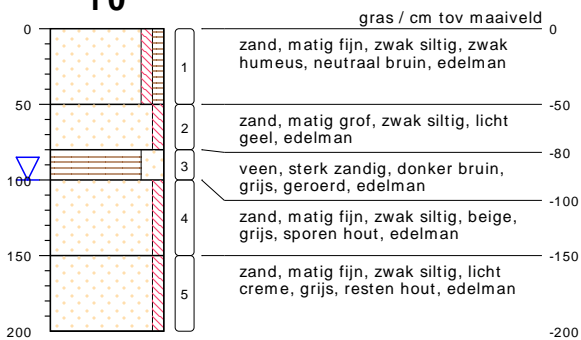 10
gras / cm tov maaiveld
0
0
zand, matig fijn, zwak siltig, zwak
humeus, neutraal bruin, edelman
1
50
-50
zand, matig grof, zwak siltig, licht
geel, edelman
2
-80
veen, sterk zandig, donker bruin,
grijs, geroerd, edelman
3
100
-100
zand, matig fijn, zwak siltig, beige,
grijs, sporen hout, edelman
4
150
-150
zand, matig fijn, zwak siltig, licht
creme, grijs, resten hout, edelman
5
200
-200